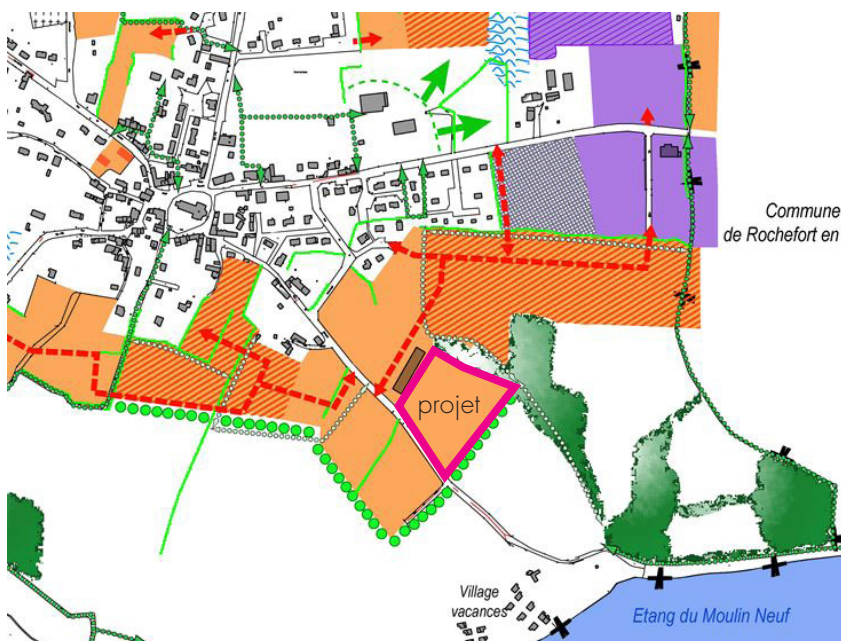 Commune
de Rochefort en
projet
Village
vacances
Etang du Moulin Neuf